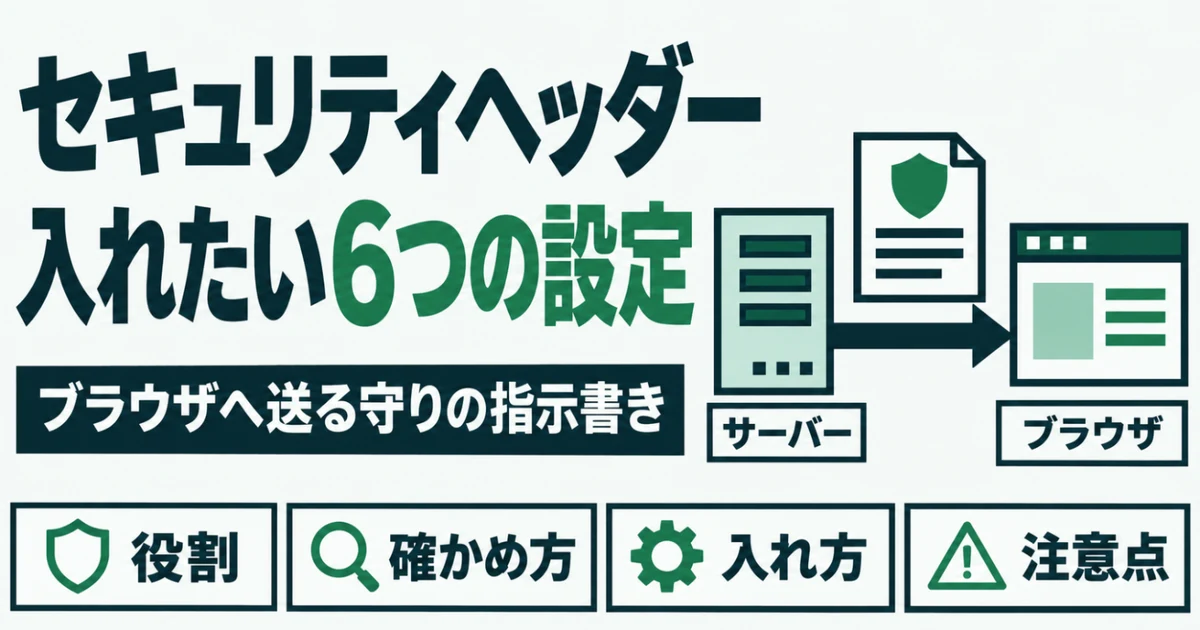 セキュリティヘッダー
入れたい6つの設定
ブラウザへ送る守りの指示書き
サーバー
ブラウザ
役割
確かめ方
入れ方
注意点